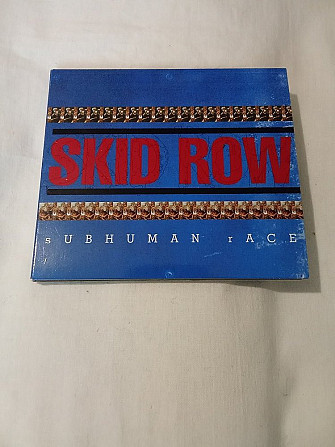 SKID ROW
sUBHUMAN rACE